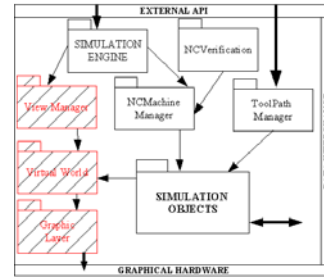 EXTERNAL API
SIMULATION
ENGINE
NCVerification
View Manager
NCMachine
Manager
ToolPath
Manager
Virtual World
SIMULATION
OBJECTS
Graphic
Layer
GRAPHICAL HARDWARE